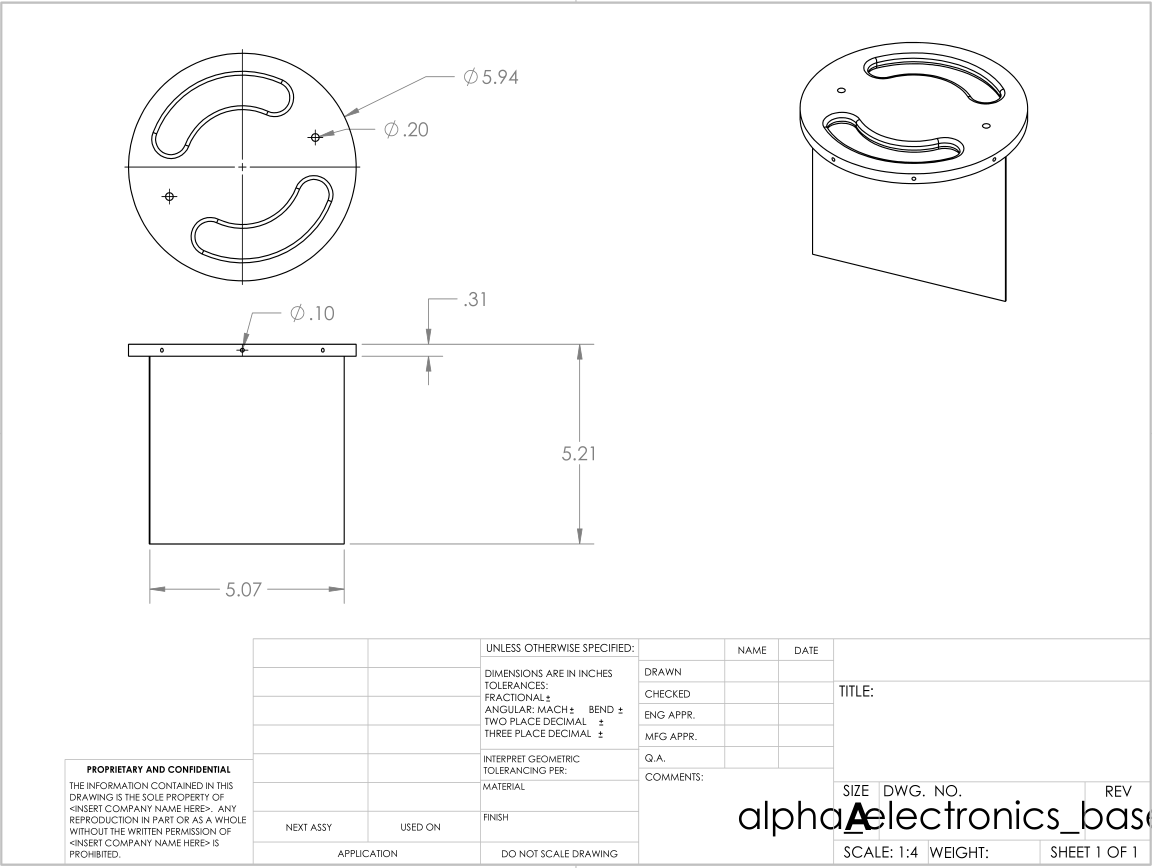 ∅5.94
∅.20
∅.10
.31
5.21
5.07
UNLESS OTHERWISE SPECIFIED:
DIMENSIONS ARE IN INCHES
TOLERANCES:
FRACTIONAL±
ANGULAR: MACH± BEND ±
TWO PLACE DECIMAL ±
THREE PLACE DECIMAL ±
INTERPRET GEOMETRIC
TOLERANCING PER:
MATERIAL
FINISH
DO NOT SCALE DRAWING
NAME DATE
DRAWN
CHECKED
ENG APPR.
MFG APPR.
Q.A.
COMMENTS:
TITLE:
SIZE DWG. NO. REV
A
alpha_electronics_base
SCALE: 1:4 WEIGHT: SHEET 1 OF 1
PROPRIETARY AND CONFIDENTIAL
THE INFORMATION CONTAINED IN THIS
DRAWING IS THE SOLE PROPERTY OF
<INSERT COMPANY NAME HERE>. ANY
REPRODUCTION IN PART OR AS A WHOLE
WITHOUT THE WRITTEN PERMISSION OF
<INSERT COMPANY NAME HERE> IS
PROHIBITED.
NEXT ASSY USED ON
APPLICATION